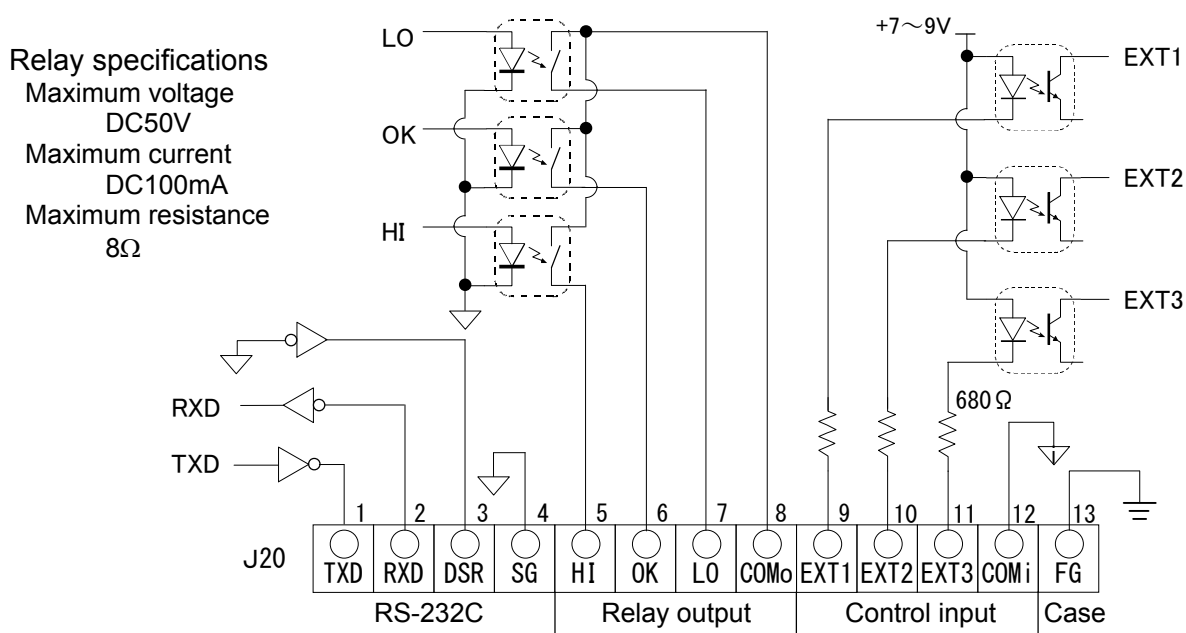 Relay specifications
Maximum voltage
DC50V
Maximum current
DC100mA
Maximum resistance
8Ω
LO
OK
HI
+7～9V
EXT1
EXT2
EXT3
680Ω
RXD
TXD
i
1 2 3 4 5 6 7 8 9 10 11 12 13
J20
TXD RXD DSR SG HI OK LO COMo EXT1 EXT2 EXT3 COMi FG
RS-232C Relay output Control input Case